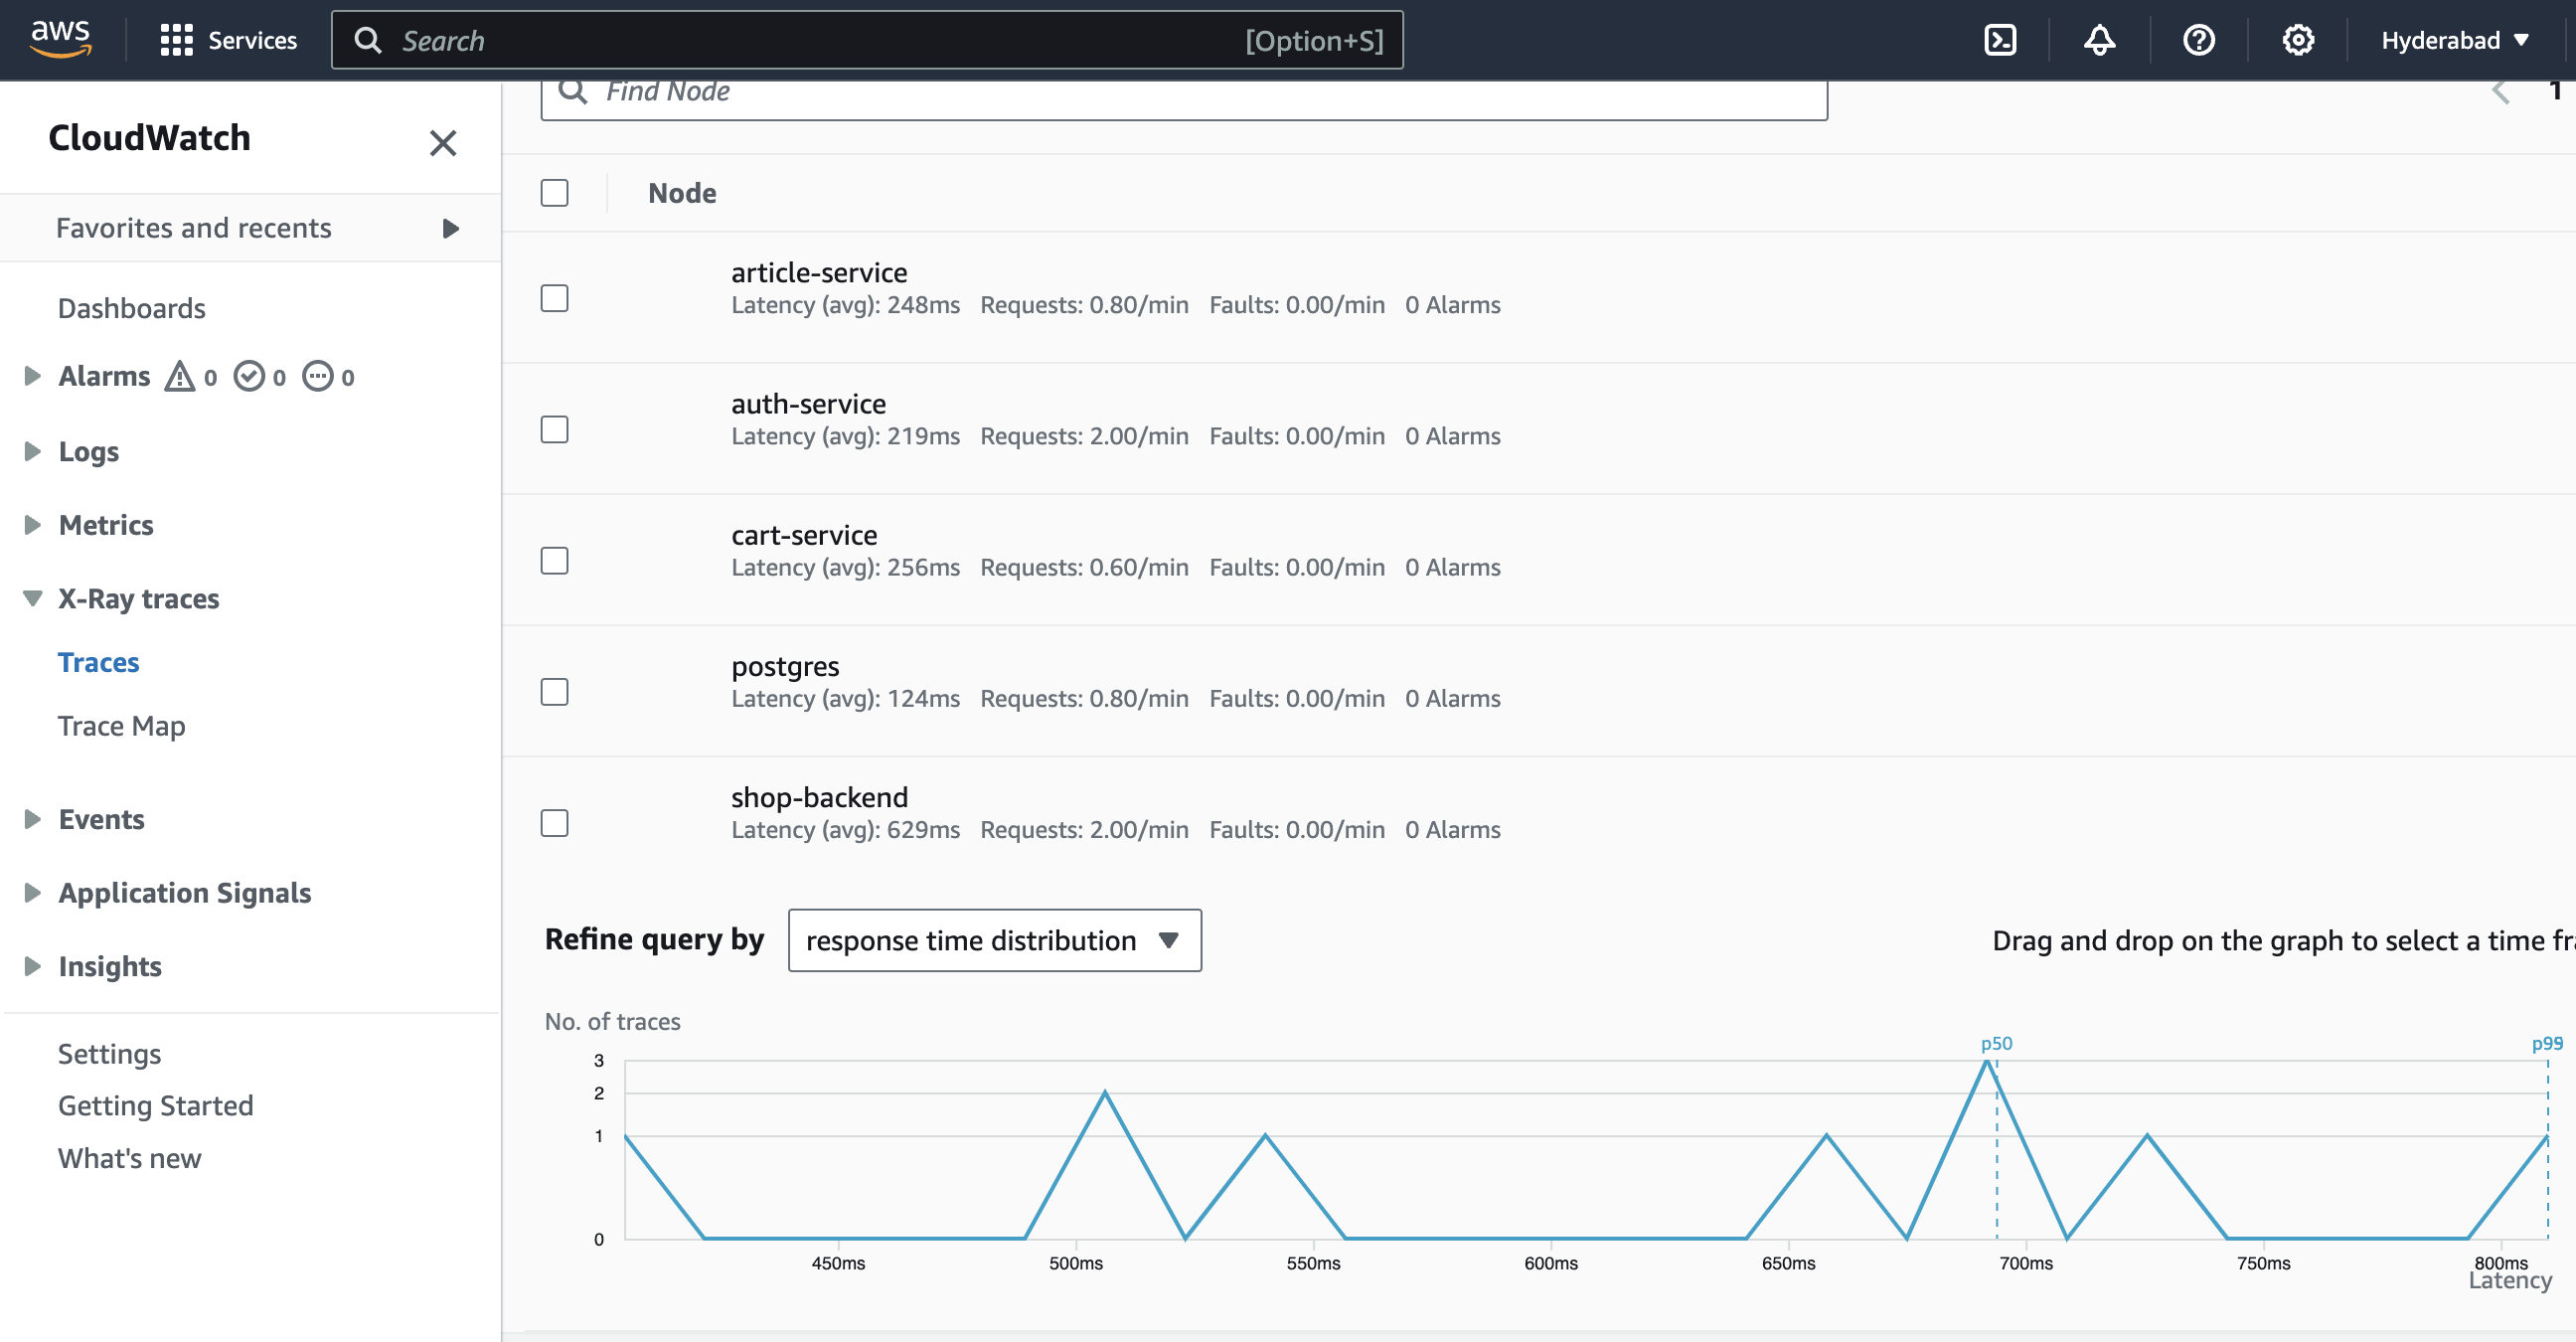 aws Services Search [Option+S] Hyderabad
CloudWatch
Favorites and recents
Dashboards
Alarms 0 0 0
Logs
Metrics
X-Ray traces
Traces
Trace Map
Events
Application Signals
Insights
Settings
Getting Started
What's new
Find Node
1
Node
article-service
Latency (avg): 248ms Requests: 0.80/min Faults: 0.00/min 0 Alarms
auth-service
Latency (avg): 219ms Requests: 2.00/min Faults: 0.00/min 0 Alarms
cart-service
Latency (avg): 256ms Requests: 0.60/min Faults: 0.00/min 0 Alarms
postgres
Latency (avg): 124ms Requests: 0.80/min Faults: 0.00/min 0 Alarms
shop-backend
Latency (avg): 629ms Requests: 2.00/min Faults: 0.00/min 0 Alarms
Refine query by response time distribution
Drag and drop on the graph to select a time
No. of traces
p50
3
2
1
0
450ms 500ms 550ms 600ms 650ms 700ms 750ms 800ms
Latency